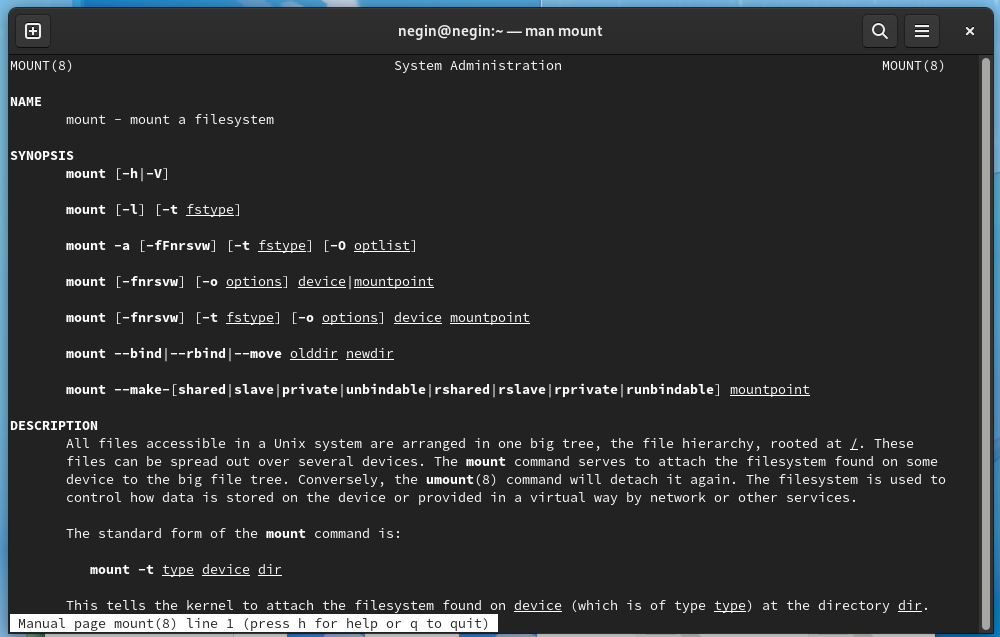 negin@negin:~ — man mount
MOUNT(8) System Administration MOUNT(8)
NAME
mount - mount a filesystem
SYNOPSIS
mount [-h|-V]
mount [-l] [-t fstype]
mount -a [-fFnrsvw] [-t fstype] [-O optlist]
mount [-fnrsvw] [-o options] device|mountpoint
mount [-fnrsvw] [-t fstype] [-o options] device mountpoint
mount --bind|--rbind|--move olddir newdir
mount --make-[shared|slave|private|unbindable|rshared|rslave|rprivate|runbindable] mountpoint
DESCRIPTION
All files accessible in a Unix system are arranged in one big tree, the file hierarchy, rooted at /. These
files can be spread out over several devices. The mount command serves to attach the filesystem found on some
device to the big file tree. Conversely, the umount(8) command will detach it again. The filesystem is used to
control how data is stored on the device or provided in a virtual way by network or other services.
The standard form of the mount command is:
mount -t type device dir
This tells the kernel to attach the filesystem found on device (which is of type type) at the directory dir.
Manual page mount(8) line 1 (press h for help or q to quit)